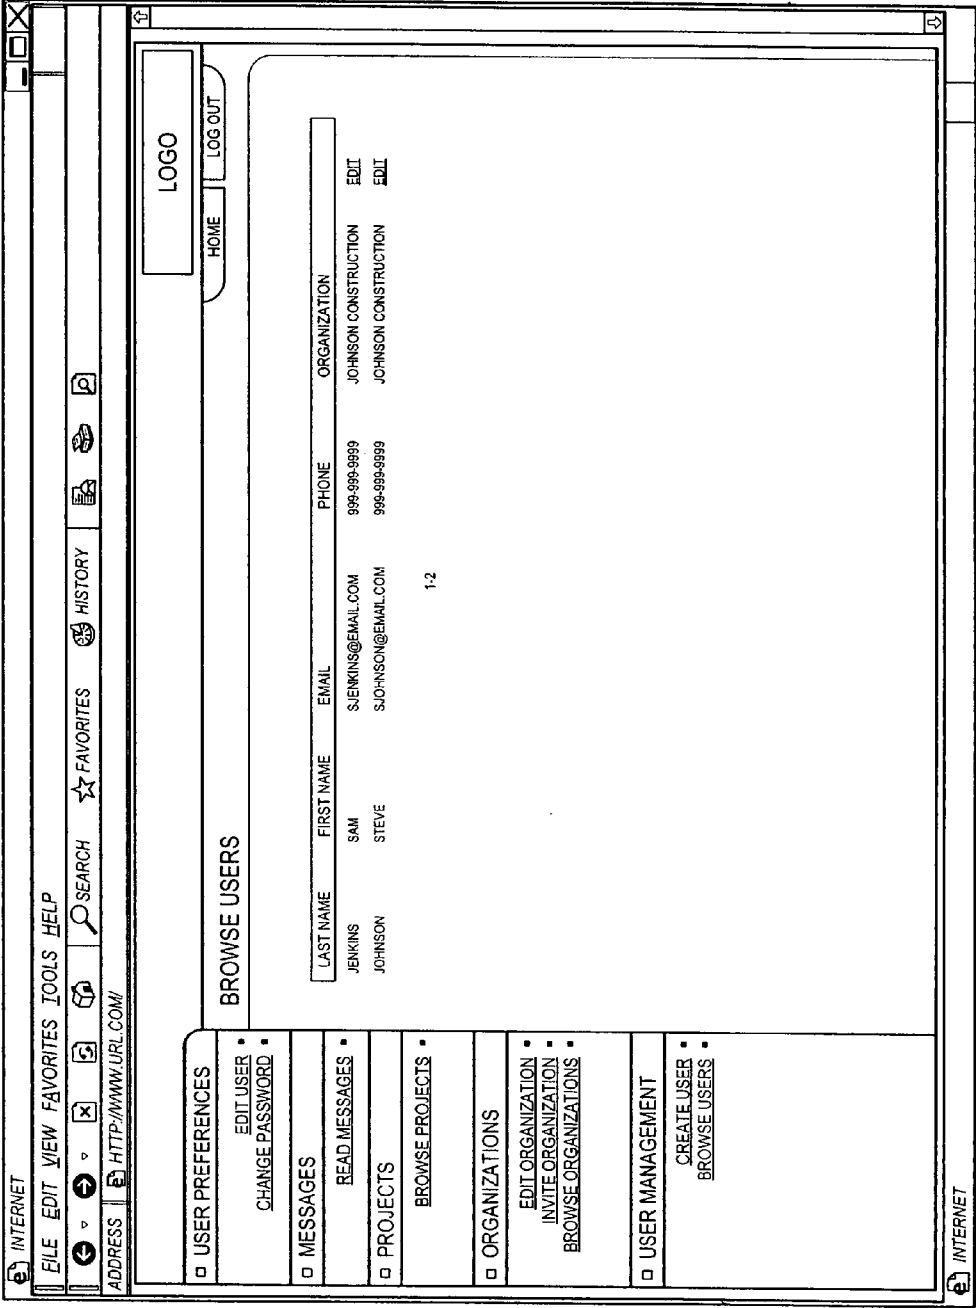 INTERNET
FILE EDIT VIEW FAVORITES TOOLS HELP
SEARCH FAVORITES HISTORY
ADDRESS HTTP://WWW.URL.COM/
LOGO
HOME LOG OUT
USER PREFERENCES
EDIT USER
CHANGE PASSWORD
MESSAGES
READ MESSAGES
PROJECTS
BROWSE PROJECTS
ORGANIZATIONS
EDIT ORGANIZATION
INVITE ORGANIZATION
BROWSE ORGANIZATIONS
USER MANAGEMENT
CREATE USER
BROWSE USERS
BROWSE USERS
LAST NAME FIRST NAME EMAIL PHONE ORGANIZATION
JENKINS SAM SJENKINS@EMAIL.COM 999-999-9999 JOHNSON CONSTRUCTION EDIT
JOHNSON STEVE SJOHNSON@EMAIL.COM 999-999-9999 JOHNSON CONSTRUCTION EDIT
1-2
INTERNET